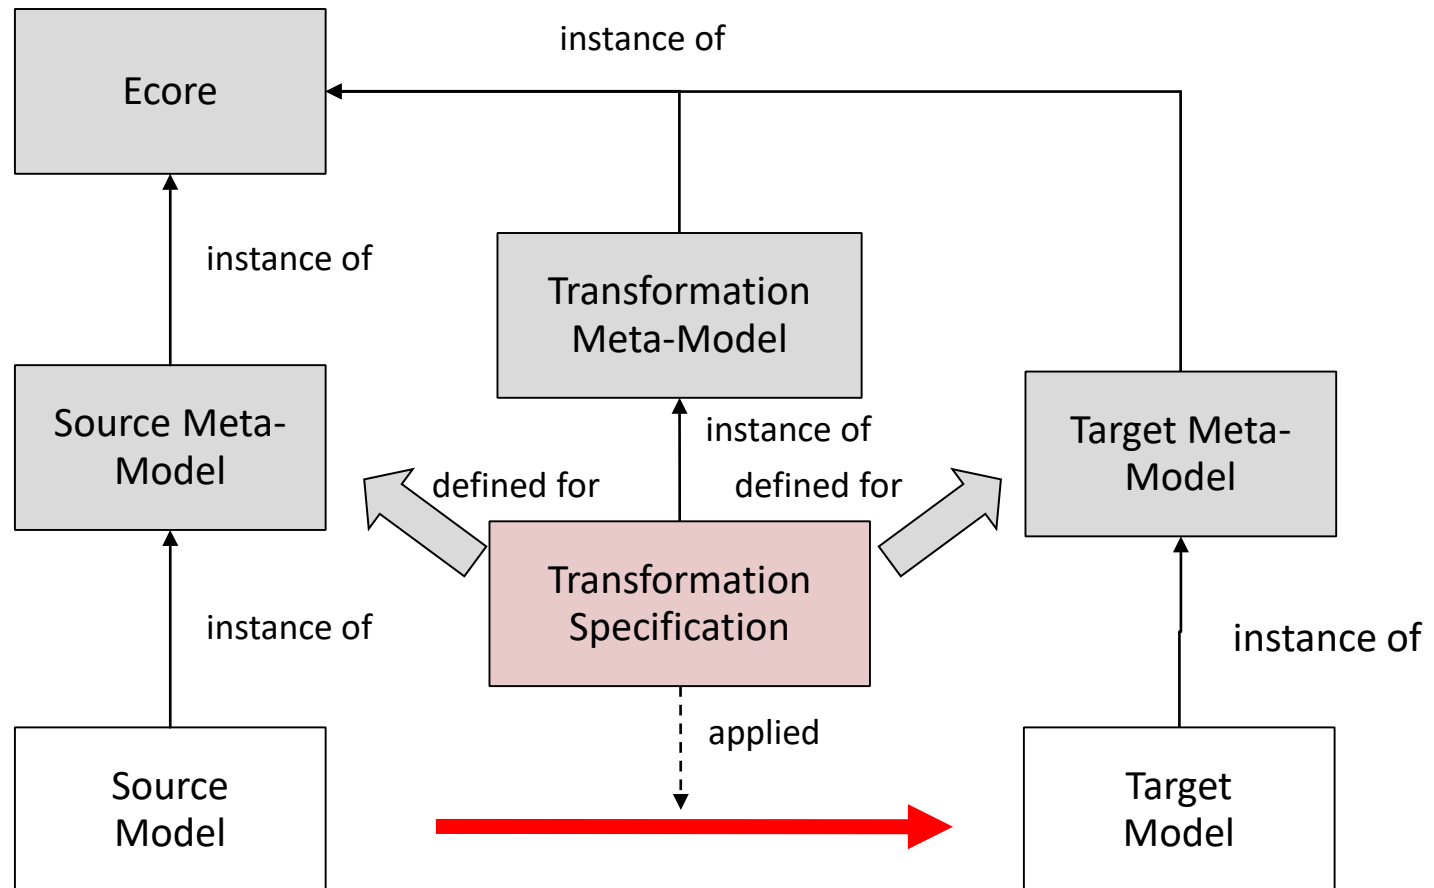 instance of
Ecore
instance of
Transformation
Meta-Model
Source Meta-
Model
instance of
Target Meta-
Model
defined for
defined for
Transformation
Specification
instance of
instance of
applied
Source
Model
Target
Model